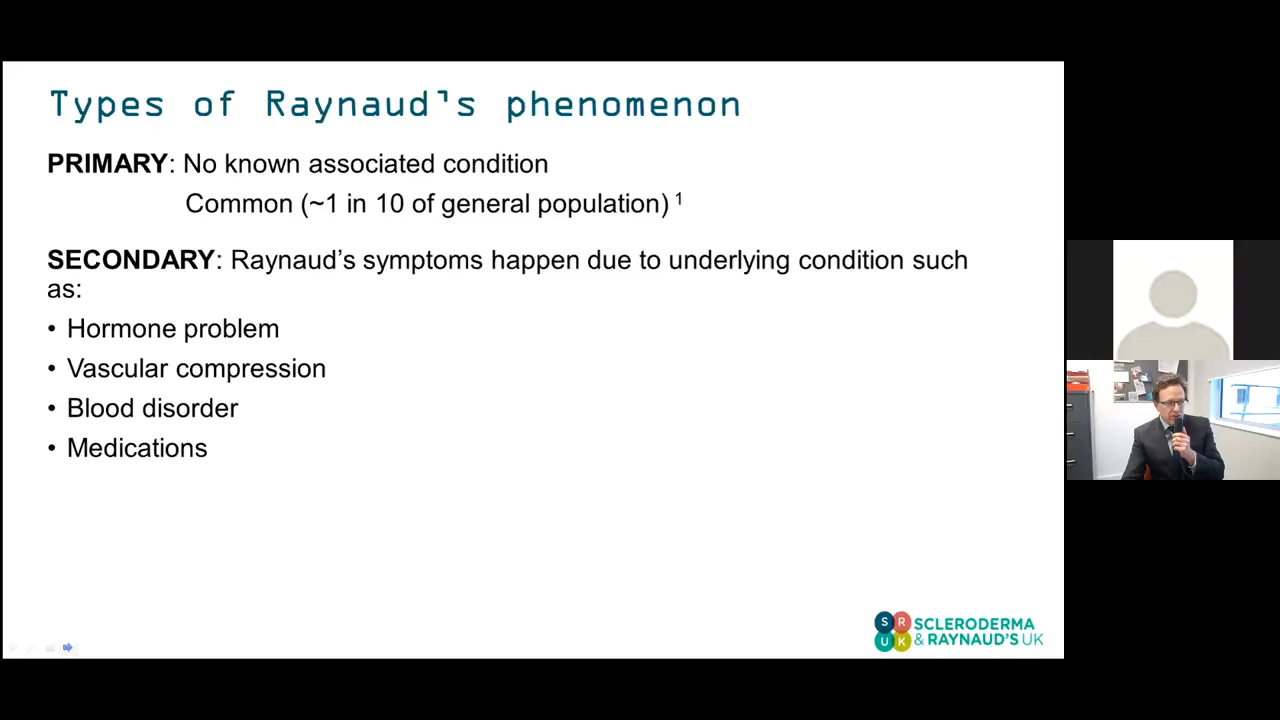 Types of Raynaud's phenomenon
PRIMARY: No known associated condition
Common (~1 in 10 of general population) 1
SECONDARY: Raynaud’s symptoms happen due to underlying condition such
as:
• Hormone problem
• Vascular compression
• Blood disorder
• Medications
S R
U K
SCLERODERMA
& RAYNAUD'S UK